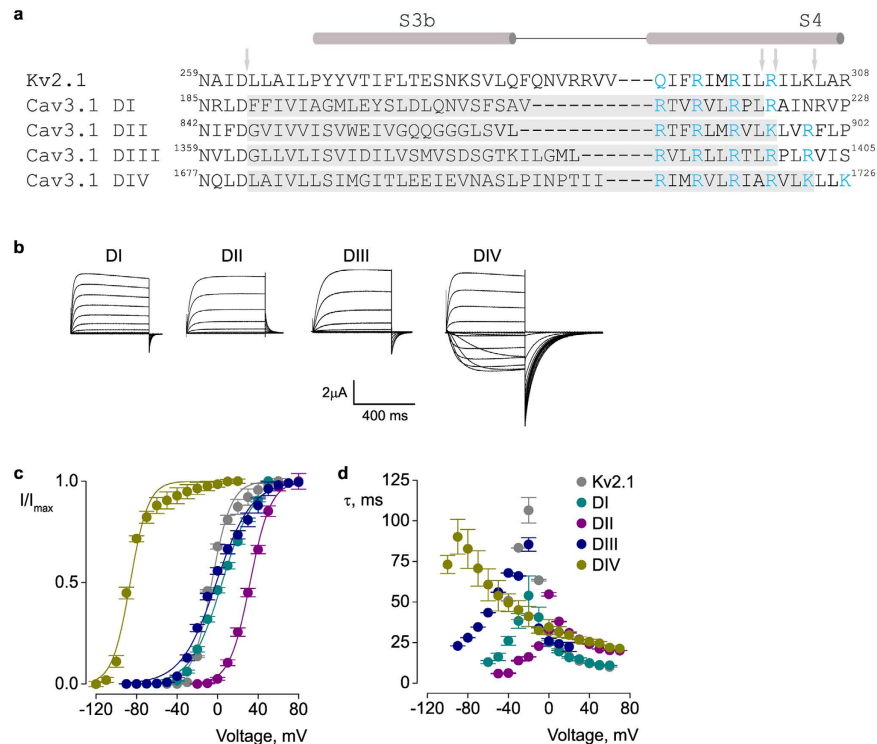 a
S3b S4
Kv2.1 259NAIDLLAILPYYVTIFLTESNKSVLQFQNVRRVV---QIFRIMRILRILKLAR308
Cav3.1 DI 185NRLDFFIVIAGMLEYSLDLQNVSFSAV----------RTVRVLRPLRAINRVP228
Cav3.1 DII 842NIFDGVIVVISVWEIVGQQGGGLSVL-----------RTFRLMRVLKLVRFLP902
Cav3.1 DIII 1359NVLDGLLVLISVIDILVSMVSDSGTKILGML------RVLRLLRTLRPLRVIS1405
Cav3.1 DIV 1677NQLDLAIVLLSIMGITLEEIEVNASLPINPTII----RIMRVLRIARVLKLLK1726
b
DI DII DIII DIV
2μA
400 ms
c
I/Imax
1.0
0.5
0.0
-120 -80 -40 0 40 80
Voltage, mV
d
τ, ms
125
100
75
50
25
0
Kv2.1
DI
DII
DIII
DIV
-120 -80 -40 0 40 80
Voltage, mV